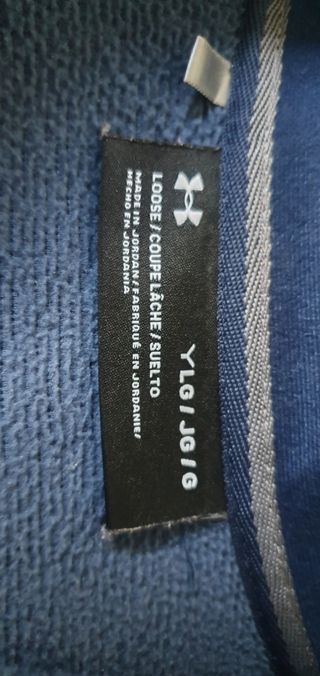 YLG / JG / G
LOOSE / COUPE LÂCHE / SUELTO
MADE IN JORDAN / FABRIQUÉ EN JORDANIE/
HECHO EN JORDANIA